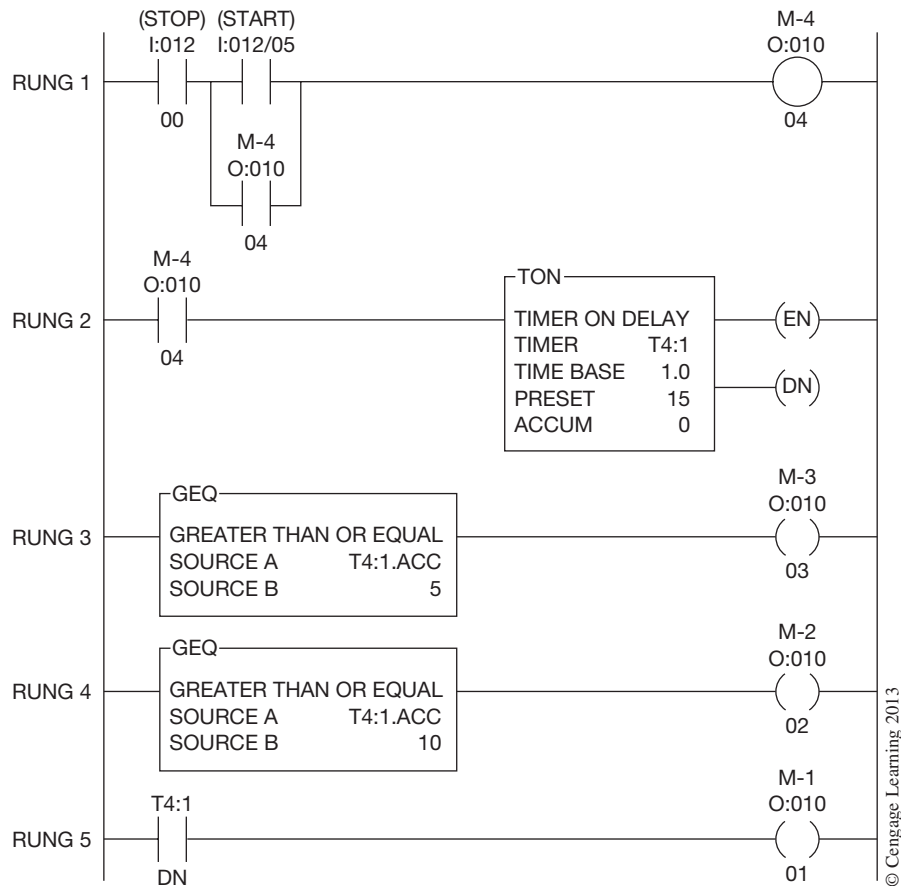 (STOP) (START)
I:012 I:012/05
M-4
O:010
RUNG 1
00
04
M-4
O:010
04
M-4
O:010
RUNG 2
04
TON
TIMER ON DELAY
TIMER T4:1
TIME BASE 1.0
PRESET 15
ACCUM 0
EN
DN
RUNG 3
GEQ
GREATER THAN OR EQUAL
SOURCE A T4:1.ACC
SOURCE B 5
M-3
O:010
03
RUNG 4
GEQ
GREATER THAN OR EQUAL
SOURCE A T4:1.ACC
SOURCE B 10
M-2
O:010
02
RUNG 5
T4:1
DN
M-1
O:010
01
© Cengage Learning 2013